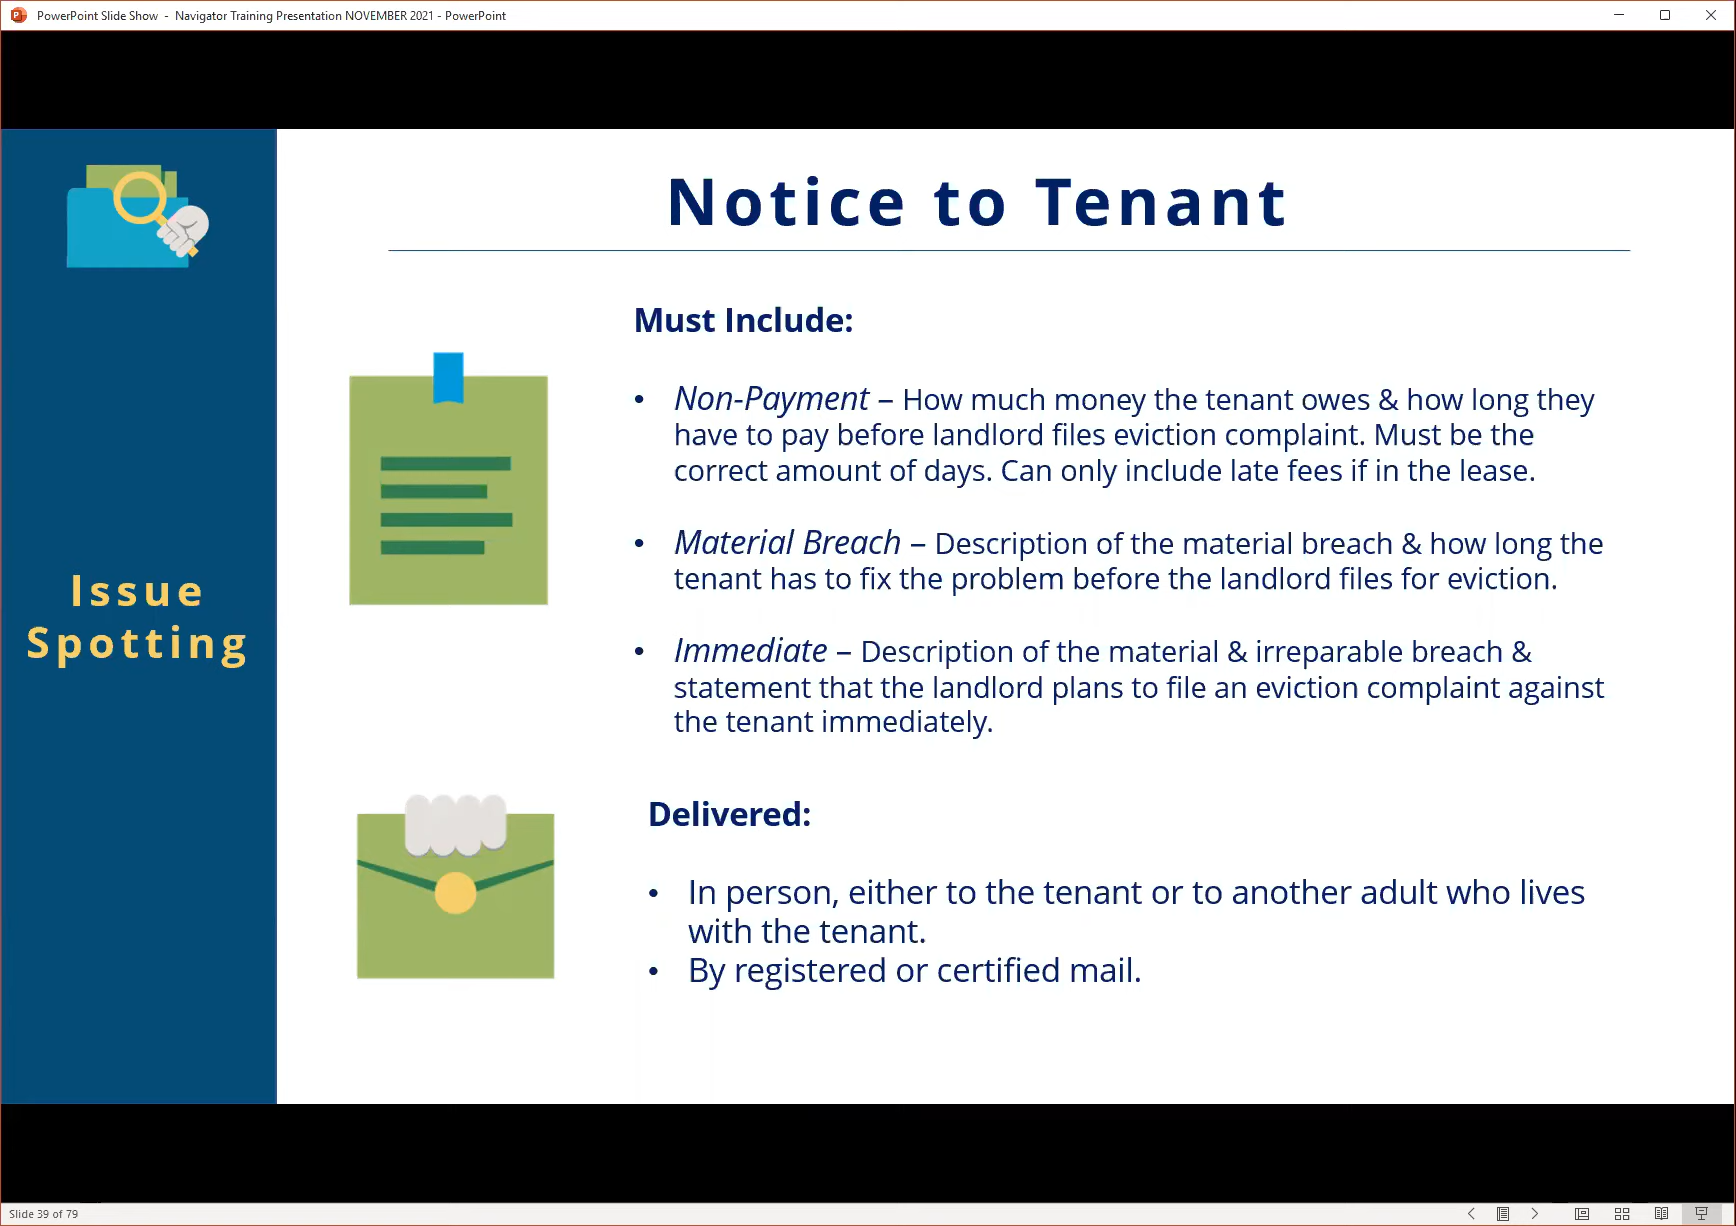 PowerPoint Slide Show - Navigator Training Presentation NOVEMBER 2021 - PowerPoint
Issue
Spotting
Notice to Tenant
Must Include:
• Non-Payment – How much money the tenant owes & how long they
have to pay before landlord files eviction complaint. Must be the
correct amount of days. Can only include late fees if in the lease.
• Material Breach – Description of the material breach & how long the
tenant has to fix the problem before the landlord files for eviction.
• Immediate – Description of the material & irreparable breach &
statement that the landlord plans to file an eviction complaint against
the tenant immediately.
Delivered:
• In person, either to the tenant or to another adult who lives
with the tenant.
• By registered or certified mail.
Slide 39 of 79